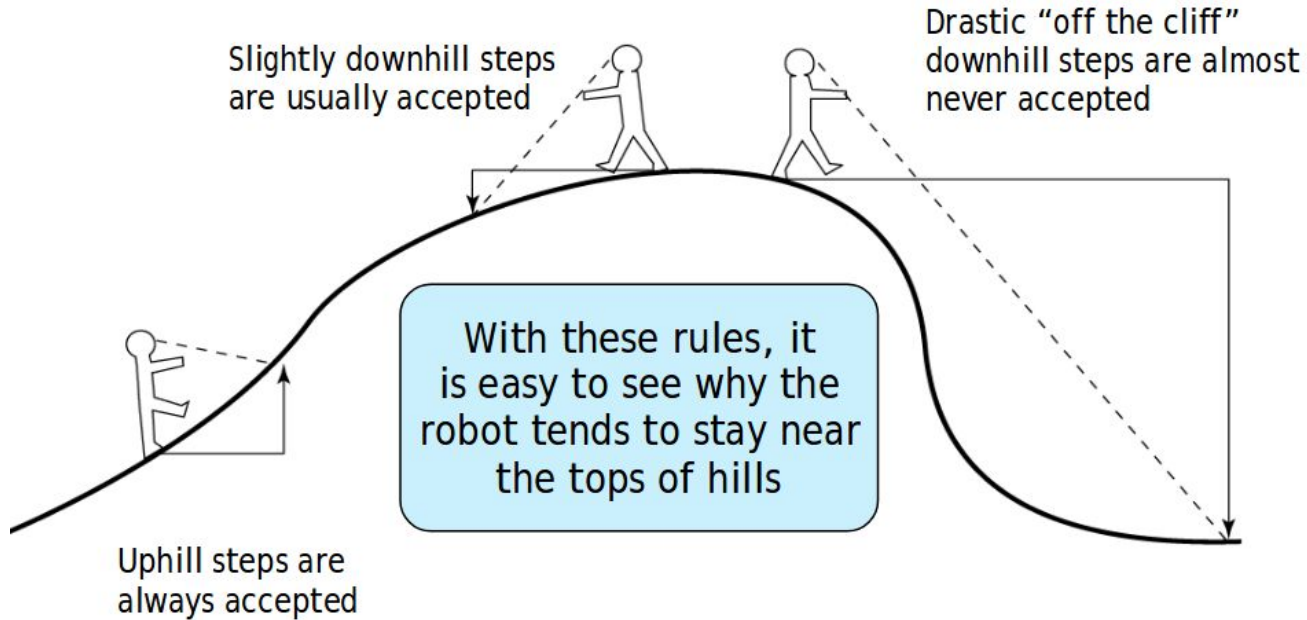 Slightly downhill steps
are usually accepted
Drastic “off the cliff”
downhill steps are almost
never accepted
With these rules, it
is easy to see why the
robot tends to stay near
the tops of hills
Uphill steps are
always accepted